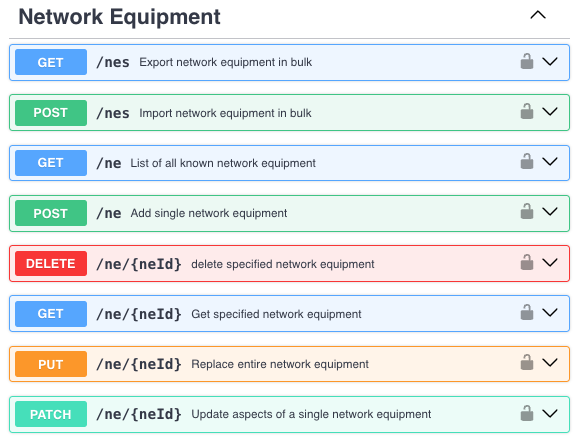 Network Equipment
GET /nes Export network equipment in bulk
POST /nes Import network equipment in bulk
GET /ne List of all known network equipment
POST /ne Add single network equipment
DELETE /ne/{neId} delete specified network equipment
GET /ne/{neId} Get specified network equipment
PUT /ne/{neId} Replace entire network equipment
PATCH /ne/{neId} Update aspects of a single network equipment